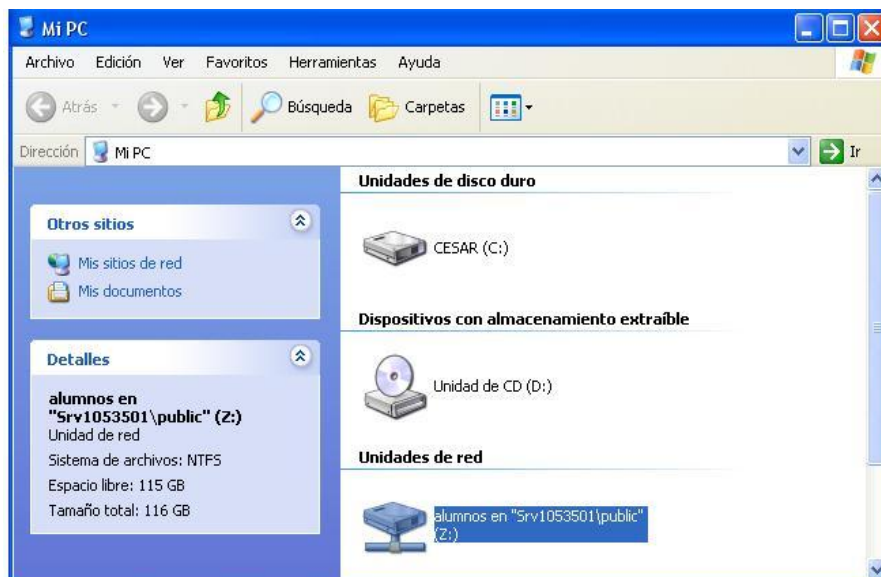 Mi PC
Archivo Edición Ver Favoritos Herramientas Ayuda
Atrás Búsqueda Carpetas
Dirección Mi PC Ir
Otros sitios
Mis sitios de red
Mis documentos
Detalles
alumnos en
"Srv1053501\public" (Z:)
Unidad de red
Sistema de archivos: NTFS
Espacio libre: 115 GB
Tamaño total: 116 GB
Unidades de disco duro
CESAR (C:)
Dispositivos con almacenamiento extraíble
Unidad de CD (D:)
Unidades de red
alumnos en "Srv1053501\public"
(Z:)